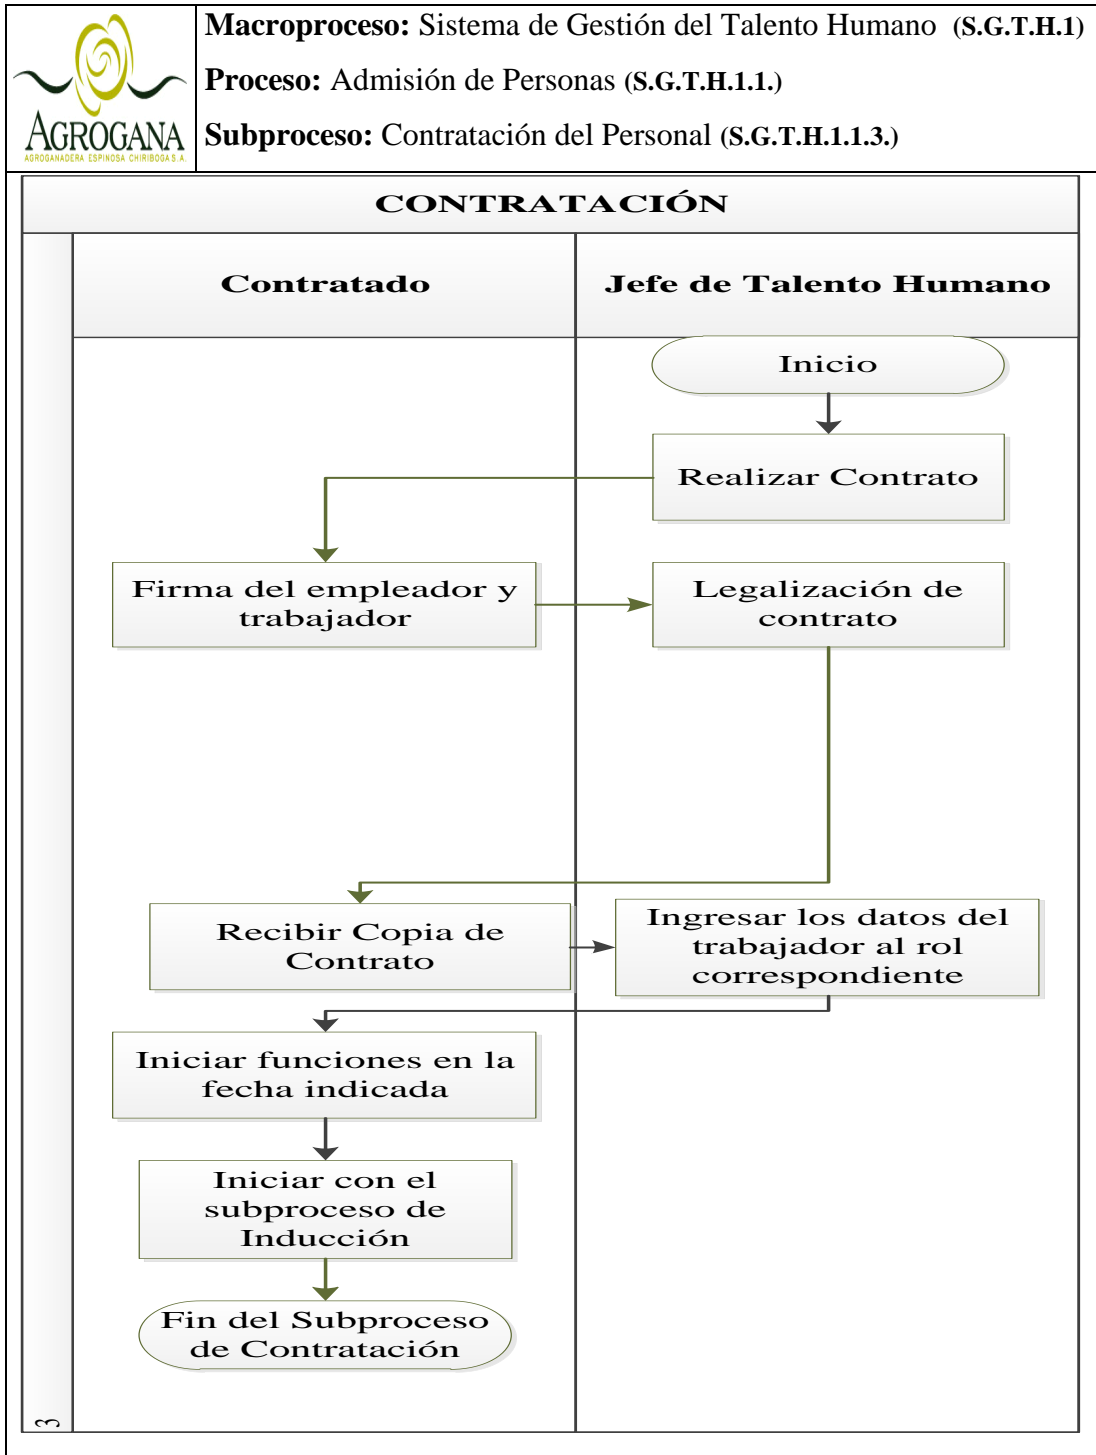 Macroproceso: Sistema de Gestión del Talento Humano (S.G.T.H.1)
Proceso: Admisión de Personas (S.G.T.H.1.1.)
Subproceso: Contratación del Personal (S.G.T.H.1.1.3.)
AGROGANA
AGROGANADERA ESPINOSA CHIRIBOGA S.A.
CONTRATACIÓN
Contratado
Jefe de Talento Humano
Inicio
Realizar Contrato
Firma del empleador y
trabajador
Legalización de
contrato
Recibir Copia de
Contrato
Ingresar los datos del
trabajador al rol
correspondiente
Iniciar funciones en la
fecha indicada
Iniciar con el
subproceso de
Inducción
Fin del Subproceso
de Contratación
3